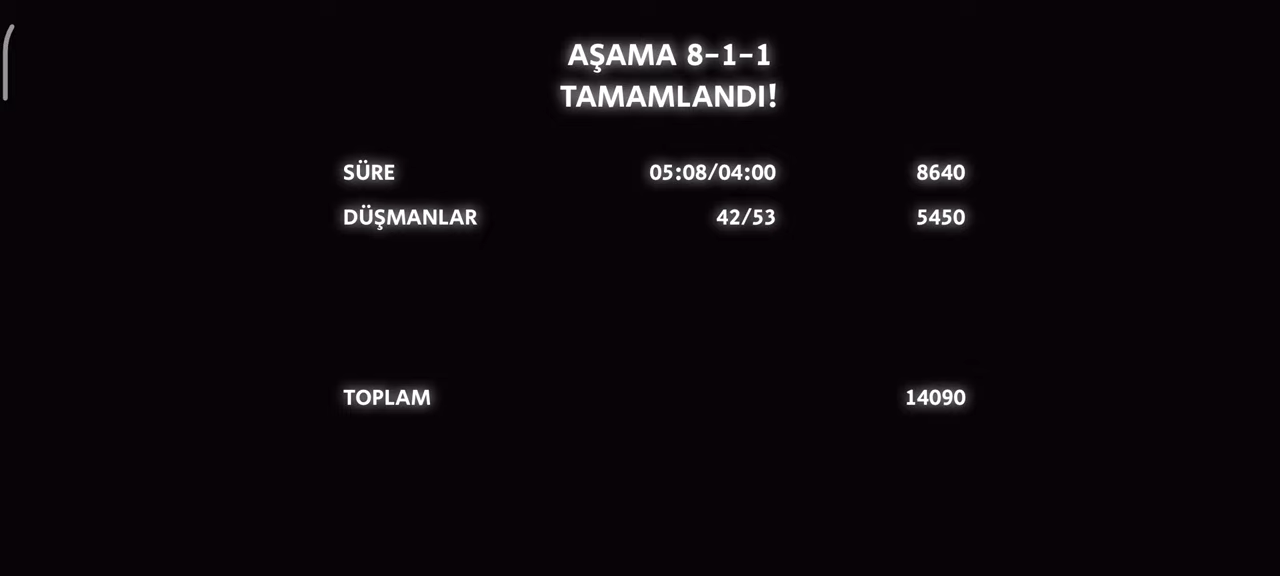 AŞAMA 8-1-1
TAMAMLANDI!
SÜRE 05:08/04:00 8640
DÜŞMANLAR 42/53 5450
TOPLAM 14090